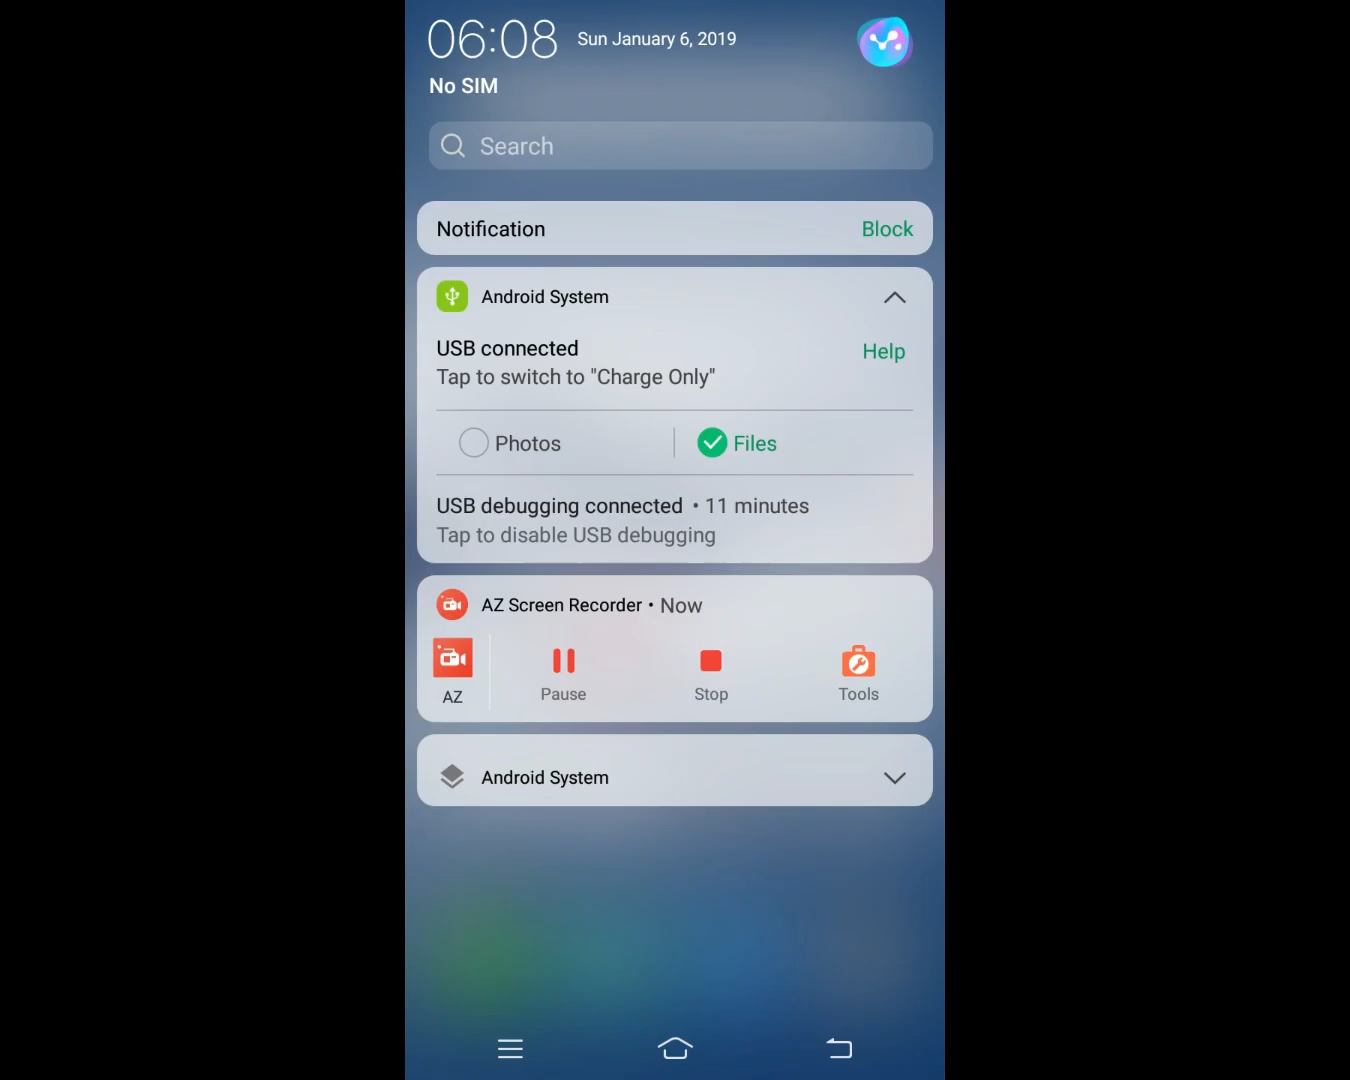 06:08 Sun January 6, 2019
No SIM
Search
Notification Block
Android System
USB connected
Help
Tap to switch to "Charge Only"
Photos Files
USB debugging connected • 11 minutes
Tap to disable USB debugging
AZ Screen Recorder • Now
AZ Pause Stop Tools
Android System